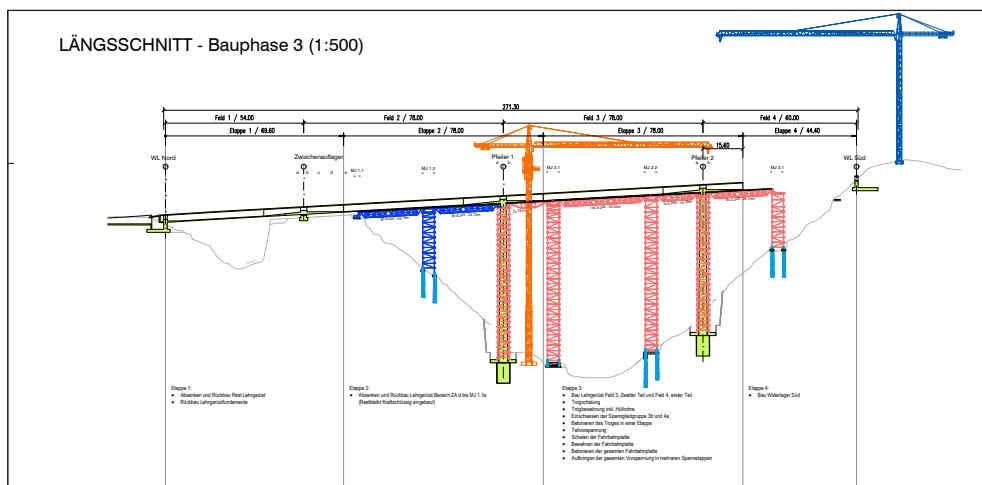 LÄNGSSCHNITT - Bauphase 3 (1:500)
271.30
Feld 1 / 54.00
Feld 2 / 78.00
Feld 3 / 78.00
Feld 4 / 60.00
Etappe 1 / 69.60
Etappe 2 / 78.00
Etappe 3 / 78.00
Etappe 4 / 44.40
15.60
WL Nord
Zwischenauflager
a b c d e
MJ 1.1
MJ 1.2
Pfeiler 1
a b
MJ 2.1
MJ 2.2
Pfeiler 2
a b
MJ 3.1
WL Süd
Etappe 1:
• Absenken und Rückbau Rest Lehrgerüst
• Rückbau Lehrgerüstfundamente
Etappe 2:
• Absenken und Rückbau Lehrgerüst Bereich ZA d bis MJ 1.1a
(Restbleibt Kraftschlüssig eingebaut)
Etappe 3:
• Bau Lehrgerüst Feld 3, Zweiter Teil und Feld 4, erster Teil
• Trogschalung
• Trogbewehrung inkl. Hüllrohre
• Einschiessen der Spanngliedgruppe 3b und 4a
• Betonieren des Troges in einer Etappe
• Teilvorspannung
• Schalen der Fahrbahnplatte
• Bewehren der Fahrbahnplatte
• Betonieren der gesamten Fahrbahnplatte
• Aufbringen der gesamten Vorspannung in mehreren Spannetappen
Etappe 4:
• Bau Widerlager Süd